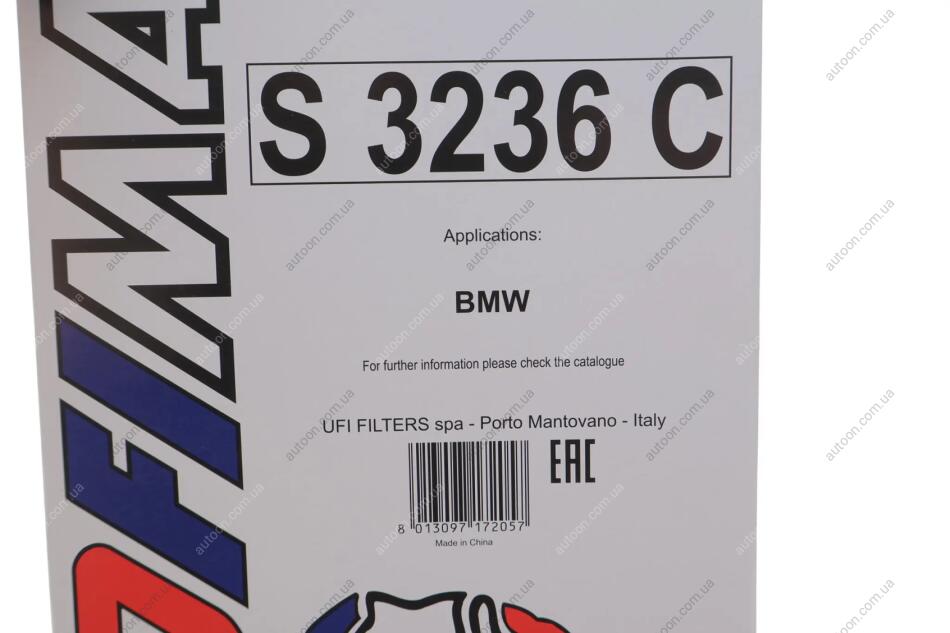 S 3236 C
Applications:
BMW
For further information please check the catalogue
UFI FILTERS spa - Porto Mantovano - Italy
EAC
8 013097 172057
Made in China
OFIMA
autoon.com.ua